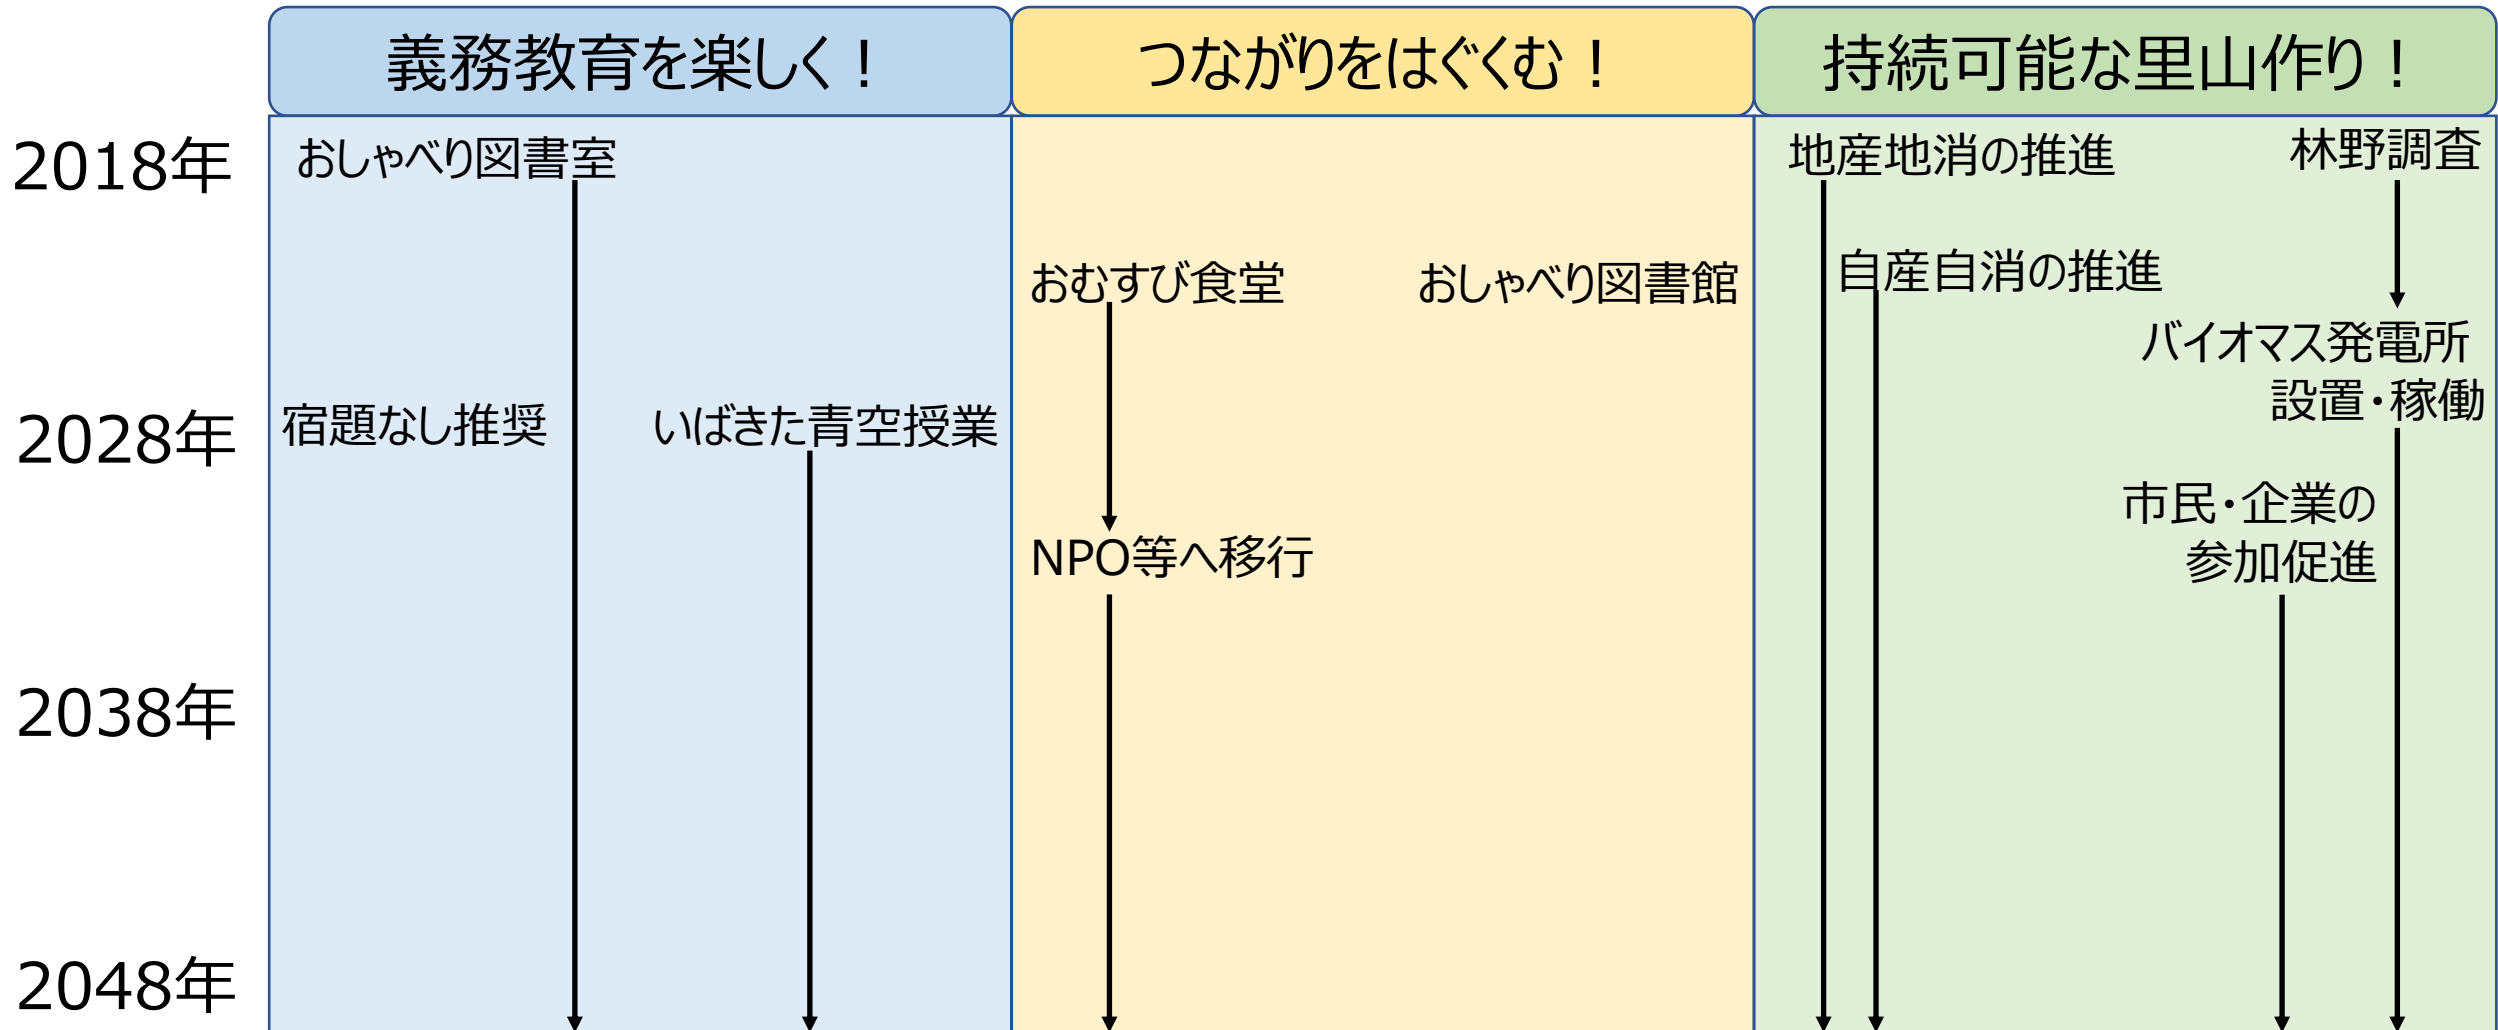 義務教育を楽しく！
つながりをはぐくむ！
持続可能な里山作り！
2018年
おしゃべり図書室
地産地消の推進
林野調査
おむすび食堂
おしゃべり図書館
自産自消の推進
バイオマス発電所
設置・稼働
2028年
宿題なし推奨
いばきた空授業
市民・企業の
参加促進
NPO等へ移行
2038年
2048年